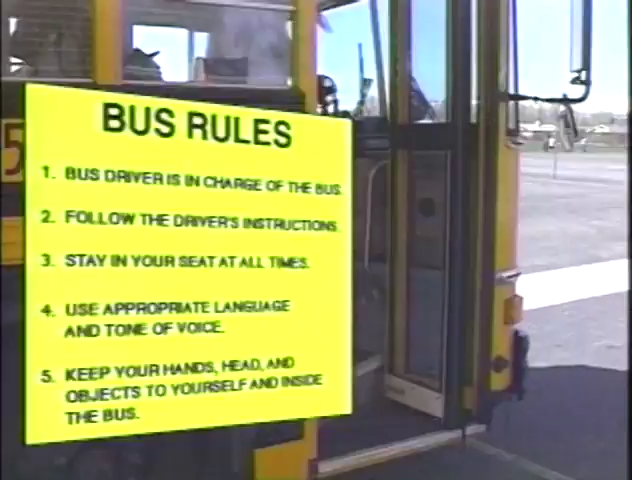 BUS RULES
1. BUS DRIVER IS IN CHARGE OF THE BUS.
2. FOLLOW THE DRIVER'S INSTRUCTIONS.
3. STAY IN YOUR SEAT AT ALL TIMES.
4. USE APPROPRIATE LANGUAGE
AND TONE OF VOICE.
5. KEEP YOUR HANDS, HEAD, AND
OBJECTS TO YOURSELF AND INSIDE
THE BUS.
5